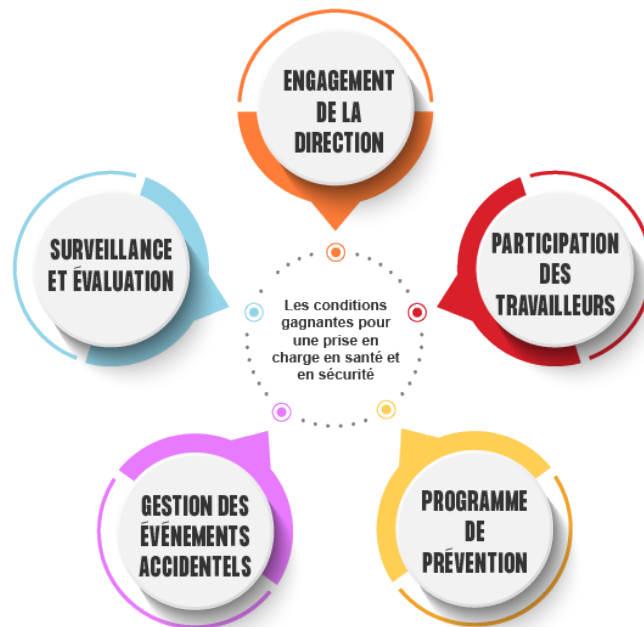 ENGAGEMENT
DE LA
DIRECTION
SURVEILLANCE
ET ÉVALUATION
PARTICIPATION
DES
TRAVAILLEURS
Les conditions
gagnantes pour
une prise en
charge en santé et
en sécurité
GESTION DES
ÉVÉNEMENTS
ACCIDENTELS
PROGRAMME
DE
PRÉVENTION